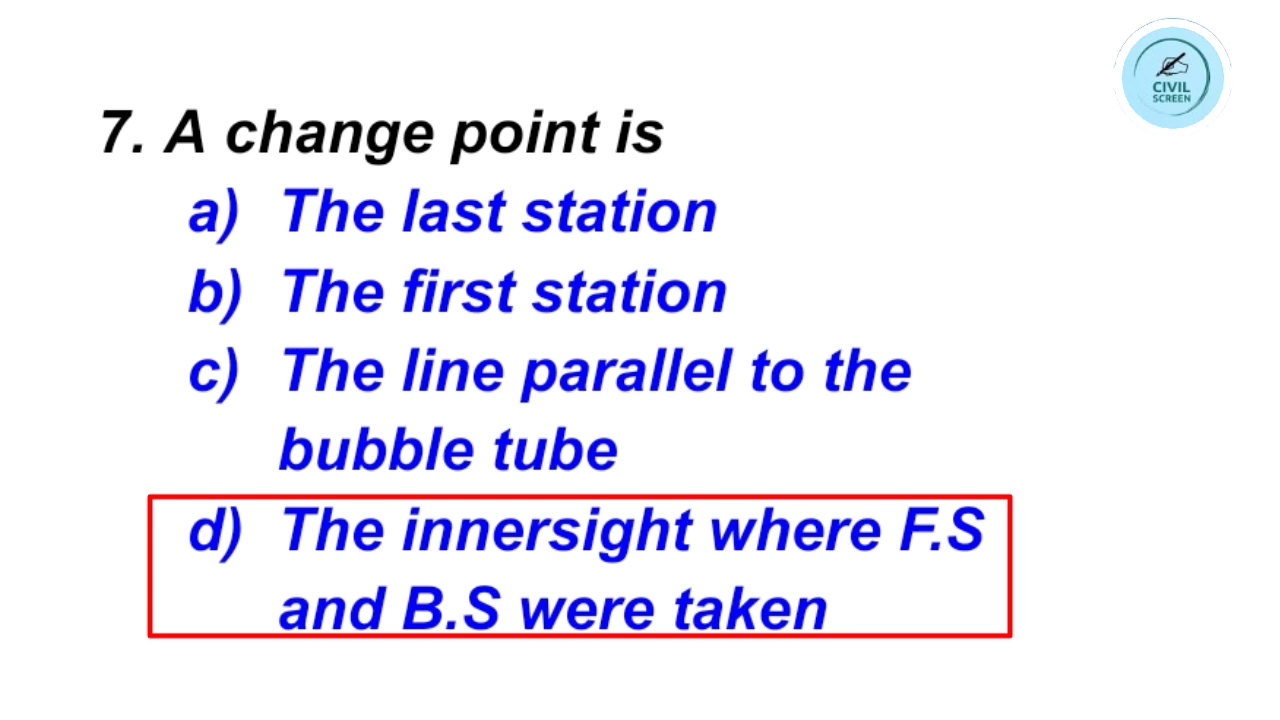 CIVIL
SCREEN
7. A change point is
a) The last station
b) The first station
c) The line parallel to the
bubble tube
d) The innersight where F.S
and B.S were taken